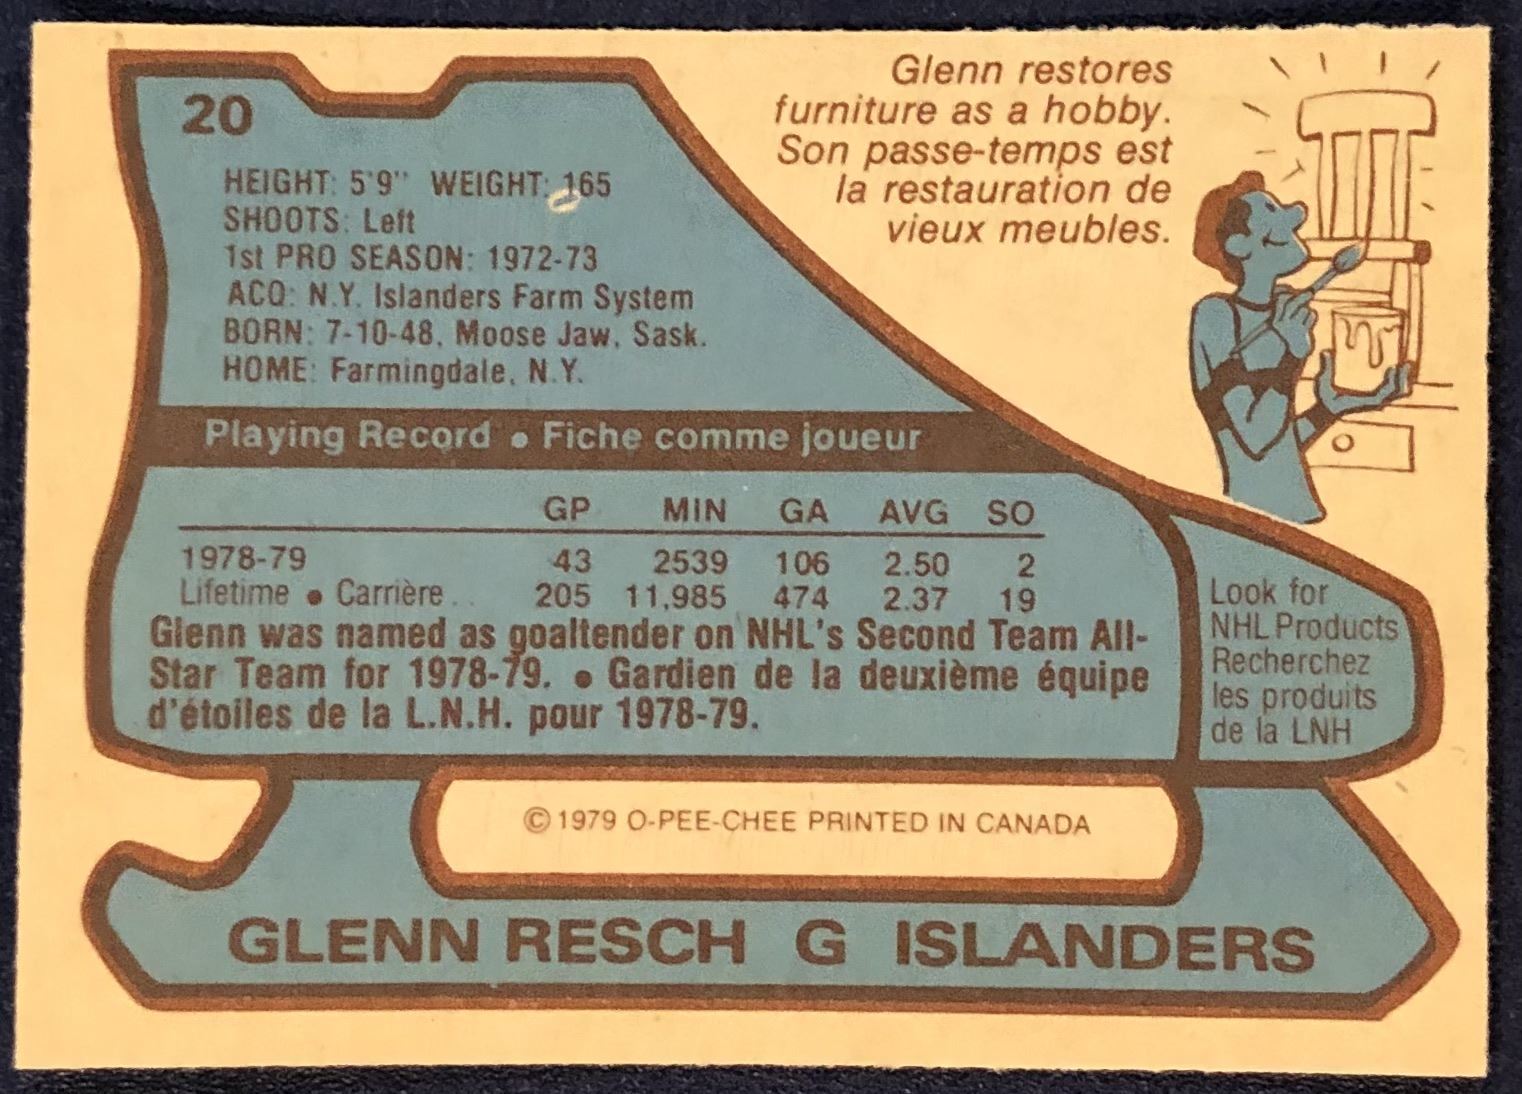 20
Glenn restores
furniture as a hobby.
Son passe-temps est
la restauration de
vieux meubles.
HEIGHT: 5'9" WEIGHT: 165
SHOOTS: Left
1st PRO SEASON: 1972-73
ACQ: N.Y. Islanders Farm System
BORN: 7-10-48, Moose Jaw, Sask.
HOME: Farmingdale, N.Y.
Playing Record • Fiche comme joueur
GP MIN GA AVG SO
1978-79 43 2539 106 2.50 2
Lifetime • Carrière.. 205 11,985 474 2.37 19
Glenn was named as goaltender on NHL's Second Team All-
Star Team for 1978-79. • Gardien de la deuxième équipe
d'étoiles de la L.N.H. pour 1978-79.
Look for
NHL Products
Recherchez
les produits
de la LNH
© 1979 O-PEE-CHEE PRINTED IN CANADA
GLENN RESCH G ISLANDERS